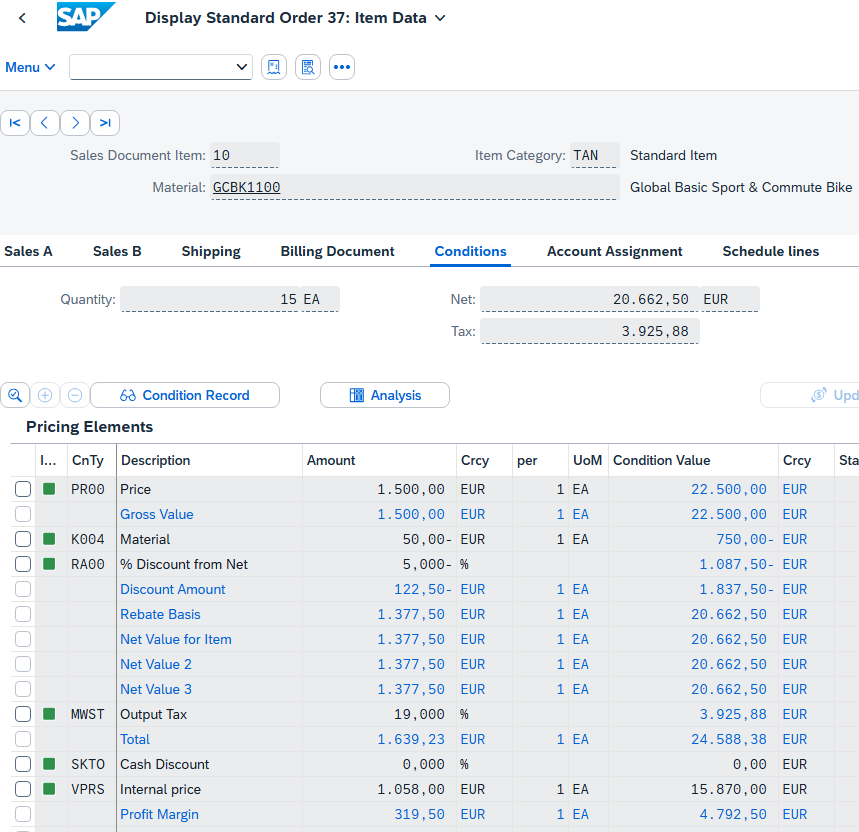 SAP Display Standard Order 37: Item Data
Menu
Sales Document Item: 10 Item Category: TAN Standard Item
Material: GCBK1100 Global Basic Sport & Commute Bike
Sales A Sales B Shipping Billing Document Conditions Account Assignment Schedule lines
Quantity: 15 EA Net: 20.662,50 EUR
Tax: 3.925,88
Condition Record Analysis Upd
Pricing Elements
I... CnTy Description Amount Crcy per UoM Condition Value Crcy Sta
PR00 Price 1.500,00 EUR 1 EA 22.500,00 EUR
Gross Value 1.500,00 EUR 1 EA 22.500,00 EUR
K004 Material 50,00- EUR 1 EA 750,00- EUR
RA00 % Discount from Net 5,000- % 1.087,50- EUR
Discount Amount 122,50- EUR 1 EA 1.837,50- EUR
Rebate Basis 1.377,50 EUR 1 EA 20.662,50 EUR
Net Value for Item 1.377,50 EUR 1 EA 20.662,50 EUR
Net Value 2 1.377,50 EUR 1 EA 20.662,50 EUR
Net Value 3 1.377,50 EUR 1 EA 20.662,50 EUR
MWST Output Tax 19,000 % 3.925,88 EUR
Total 1.639,23 EUR 1 EA 24.588,38 EUR
SKTO Cash Discount 0,000 % 0,00 EUR
VPRS Internal price 1.058,00 EUR 1 EA 15.870,00 EUR
Profit Margin 319,50 EUR 1 EA 4.792,50 EUR